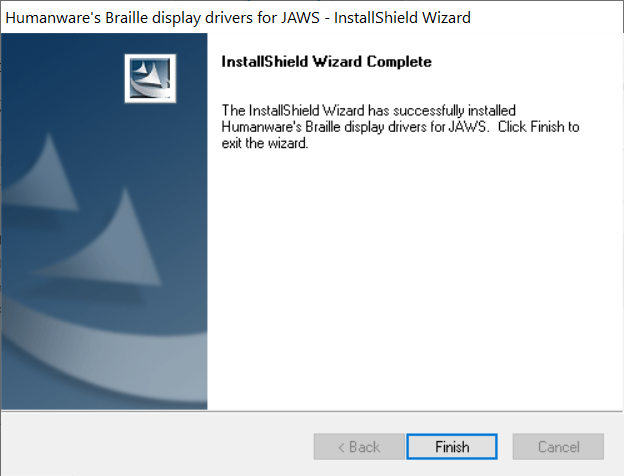 Humanware's Braille display drivers for JAWS - InstallShield Wizard
InstallShield Wizard Complete
The InstallShield Wizard has successfully installed
Humanware's Braille display drivers for JAWS.  Click Finish to
exit the wizard.
< Back
Finish
Cancel